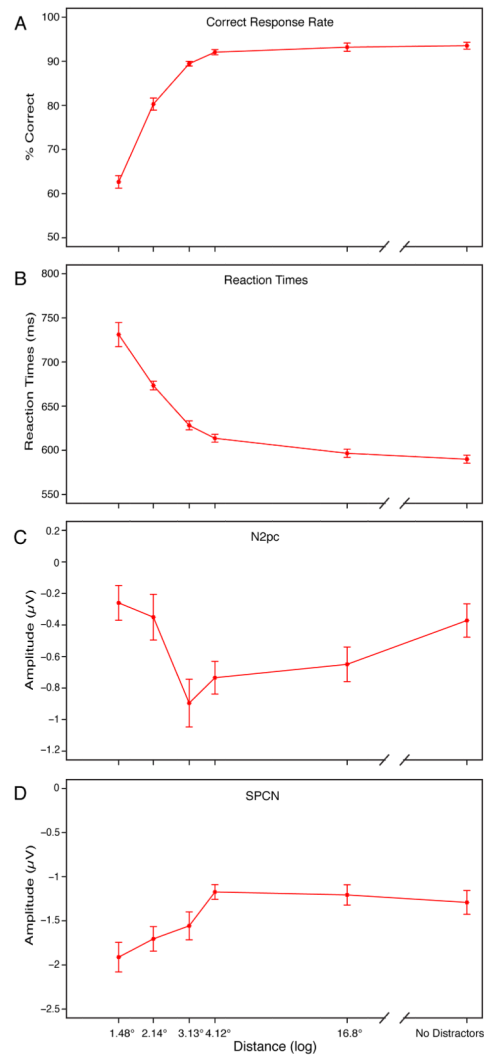 A
Correct Response Rate
100
90
80
70
60
50
% Correct
B
Reaction Times
800
750
700
650
600
550
Reaction Times (ms)
C
N2pc
0.2
0
−0.2
−0.4
−0.6
−0.8
−1
−1.2
Amplitude (µV)
D
SPCN
0
−0.5
−1
−1.5
−2
−2.5
Amplitude (µV)
1.48° 2.14° 3.13° 4.12° 16.8° No Distractors
Distance (log)